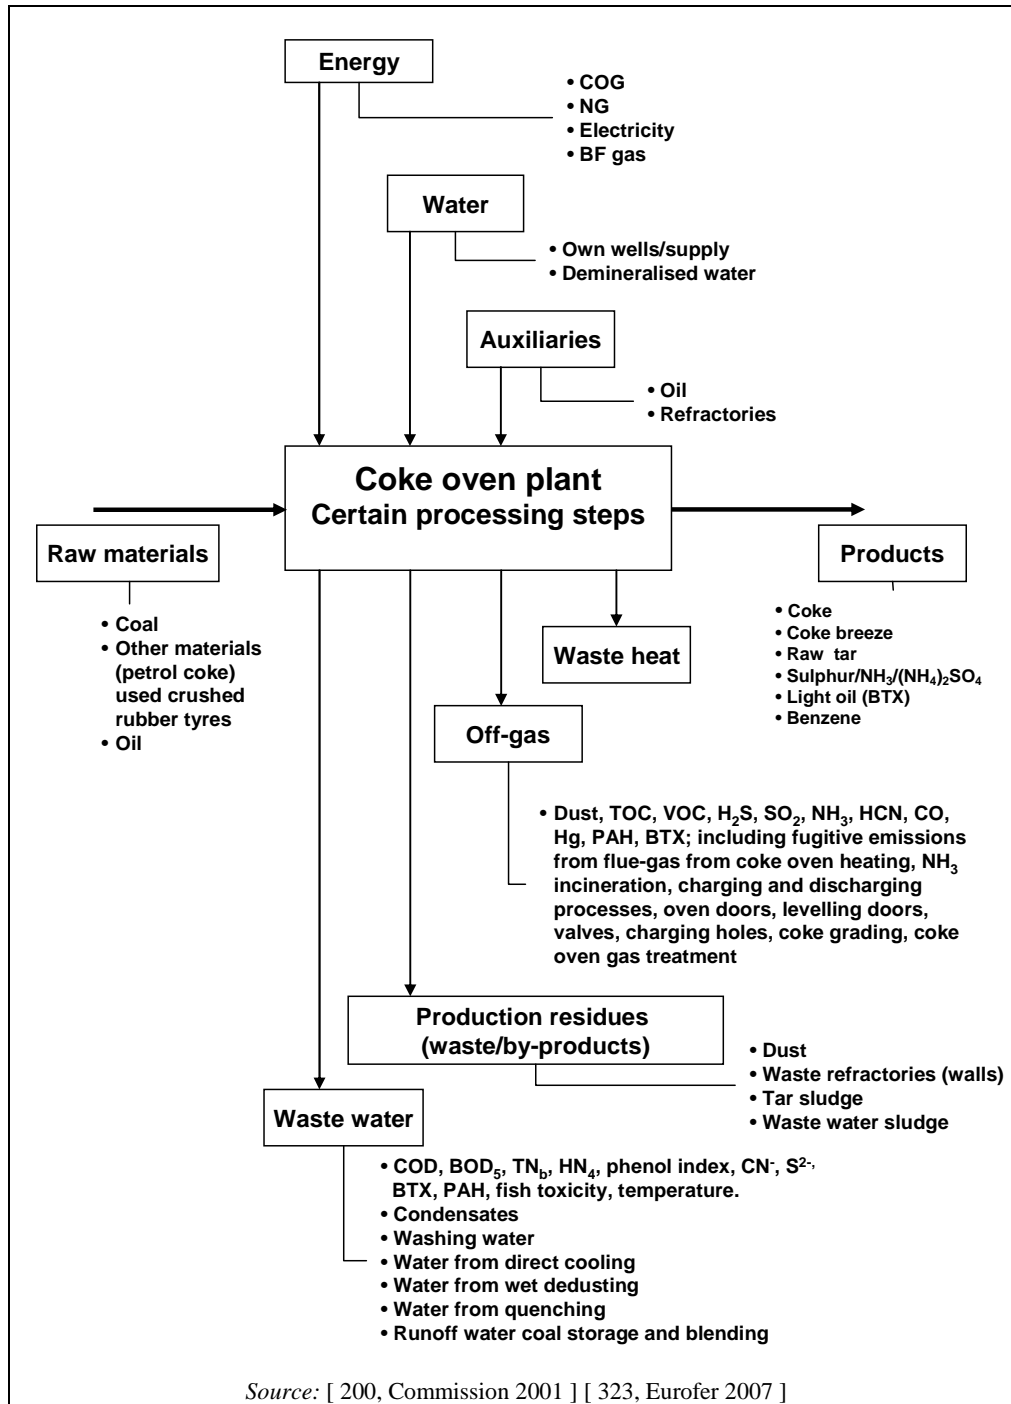 Energy
• COG
• NG
• Electricity
• BF gas
Water
• Own wells/supply
• Demineralised water
Auxiliaries
• Oil
• Refractories
Coke oven plant
Certain processing steps
Raw materials
• Coal
• Other materials
(petrol coke)
used crushed
rubber tyres
• Oil
Products
• Coke
• Coke breeze
• Raw tar
• Sulphur/NH₃/(NH₄)₂SO₄
• Light oil (BTX)
• Benzene
Waste heat
Off-gas
• Dust, TOC, VOC, H₂S, SO₂, NH₃, HCN, CO,
Hg, PAH, BTX; including fugitive emissions
from flue-gas from coke oven heating, NH₃
incineration, charging and discharging
processes, oven doors, levelling doors,
valves, charging holes, coke grading, coke
oven gas treatment
Production residues
(waste/by-products)
• Dust
• Waste refractories (walls)
• Tar sludge
• Waste water sludge
Waste water
• COD, BOD₅, TN_b, HN₄, phenol index, CN⁻, S²⁻,
BTX, PAH, fish toxicity, temperature.
• Condensates
• Washing water
• Water from direct cooling
• Water from wet dedusting
• Water from quenching
• Runoff water coal storage and blending
Source: [ 200, Commission 2001 ] [ 323, Eurofer 2007 ]